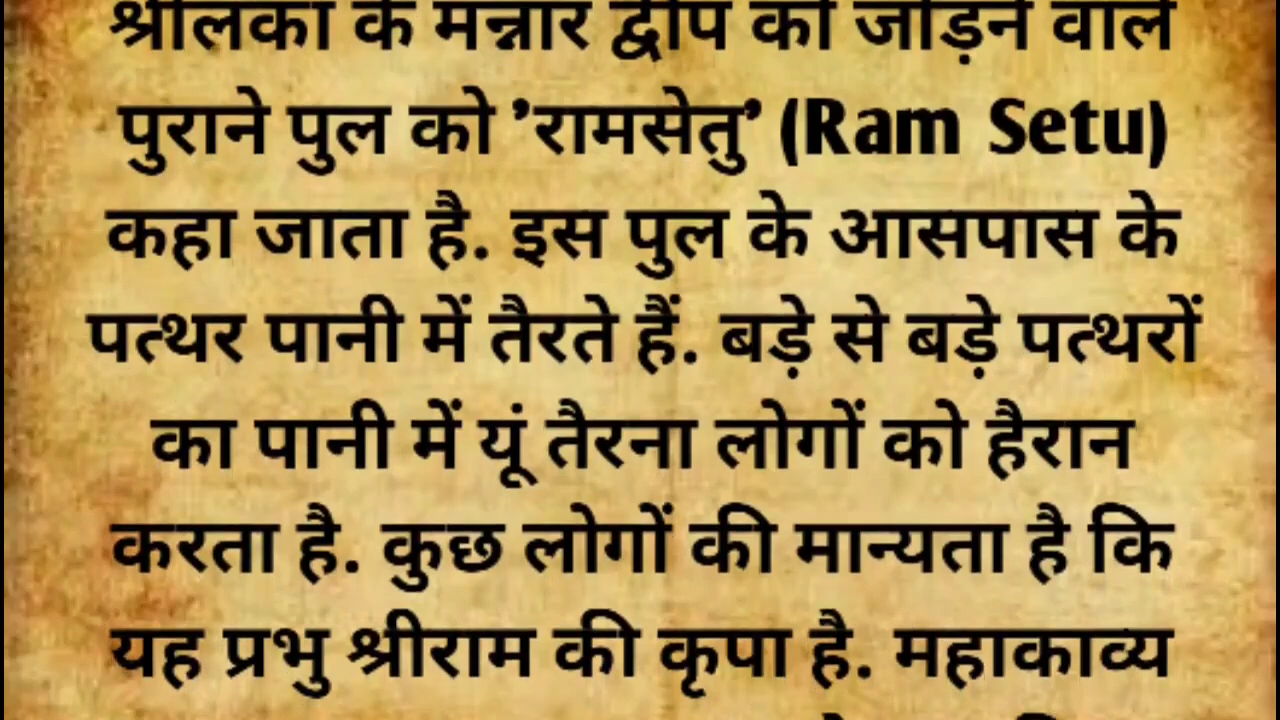 श्रीलंका के मन्नार द्वीप को जोड़ने वाले
पुराने पुल को 'रामसेतु' (Ram Setu)
कहा जाता है. इस पुल के आसपास के
पत्थर पानी में तैरते हैं. बड़े से बड़े पत्थरों
का पानी में यूं तैरना लोगों को हैरान
करता है. कुछ लोगों की मान्यता है कि
यह प्रभु श्रीराम की कृपा है. महाकाव्य